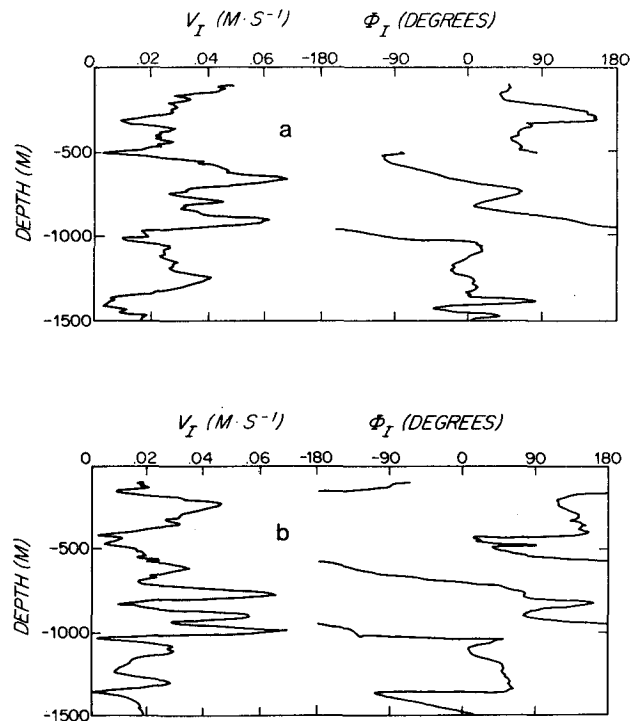 V_I (M·S⁻¹) Φ_I (DEGREES)
0 .02 .04 .06 -180 -90 0 90 180
a
-500
-1000
-1500
DEPTH (M)
V_I (M·S⁻¹) Φ_I (DEGREES)
0 .02 .04 .06 -180 -90 0 90 180
b
-500
-1000
-1500
DEPTH (M)